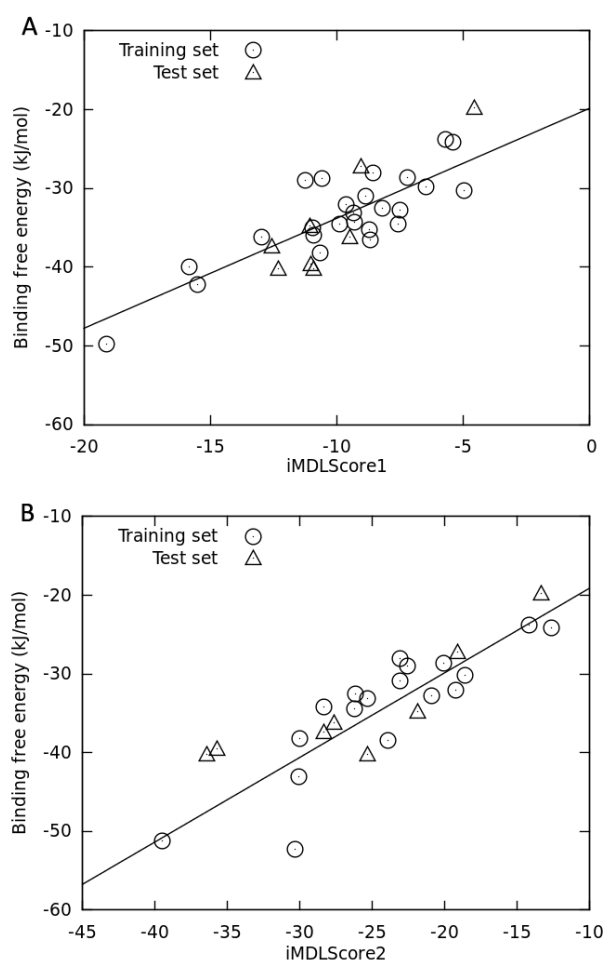 A
-10
Training set
Test set
-20
-30
-40
-50
-60
Binding free energy (kJ/mol)
-20 -15 -10 -5 0
iMDLScore1
B
-10
Training set
Test set
-20
-30
-40
-50
-60
Binding free energy (kJ/mol)
-45 -40 -35 -30 -25 -20 -15 -10
iMDLScore2